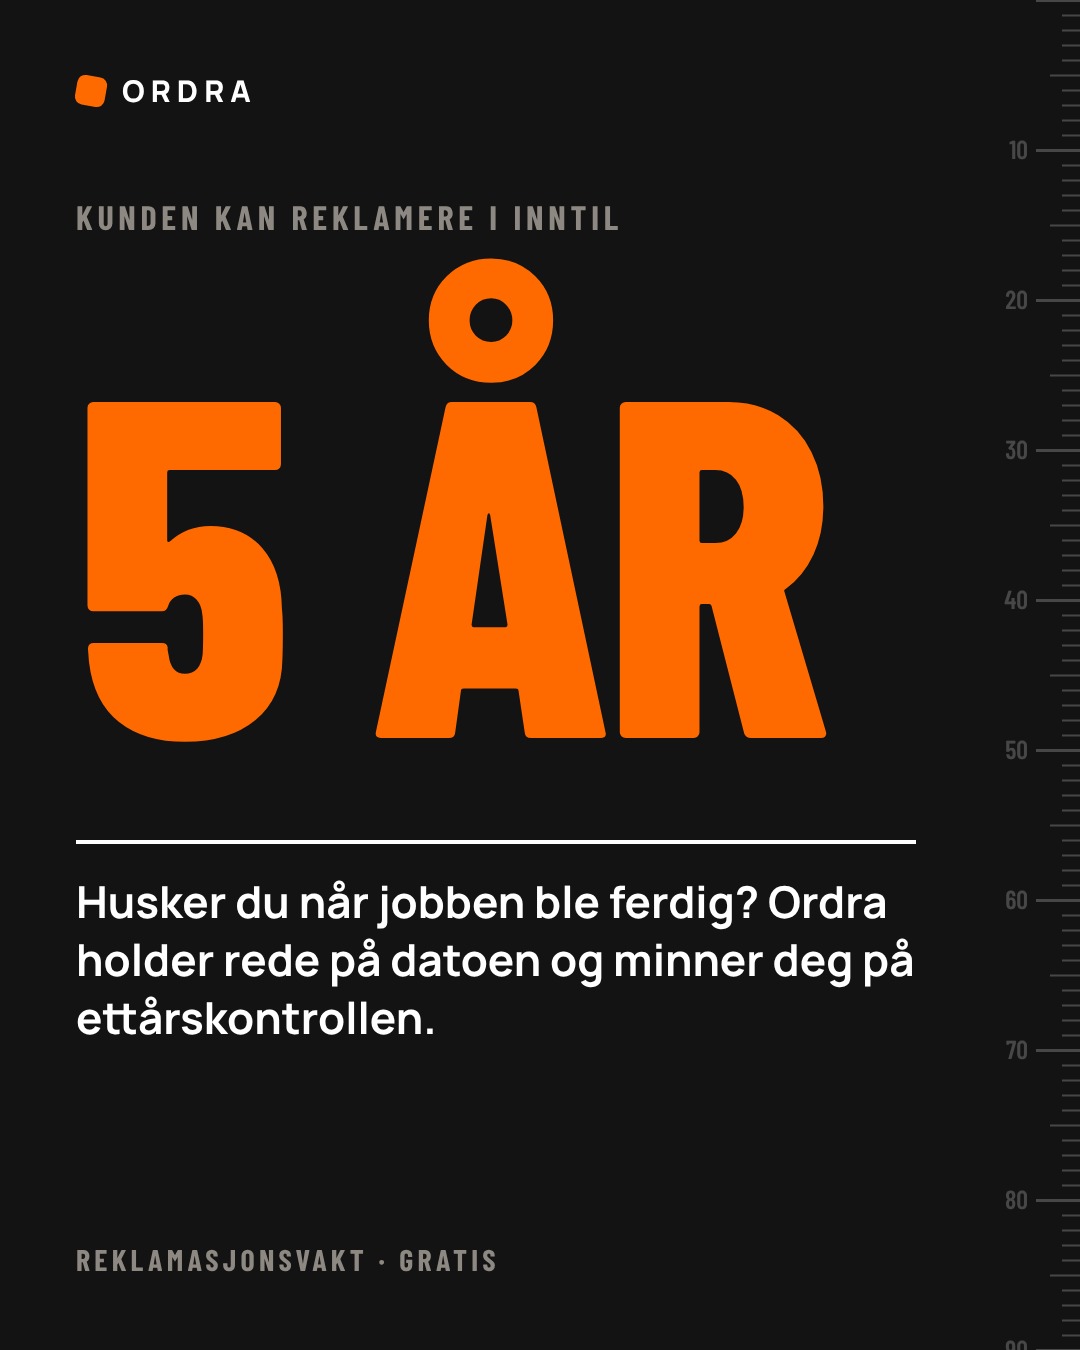 ORDRA
KUNDEN KAN REKLAMERE I INNTIL
5 ÅR
Husker du når jobben ble ferdig? Ordra
holder rede på datoen og minner deg på
ettårskontrollen.
REKLAMASJONSVAKT · GRATIS
10
20
30
40
50
60
70
80